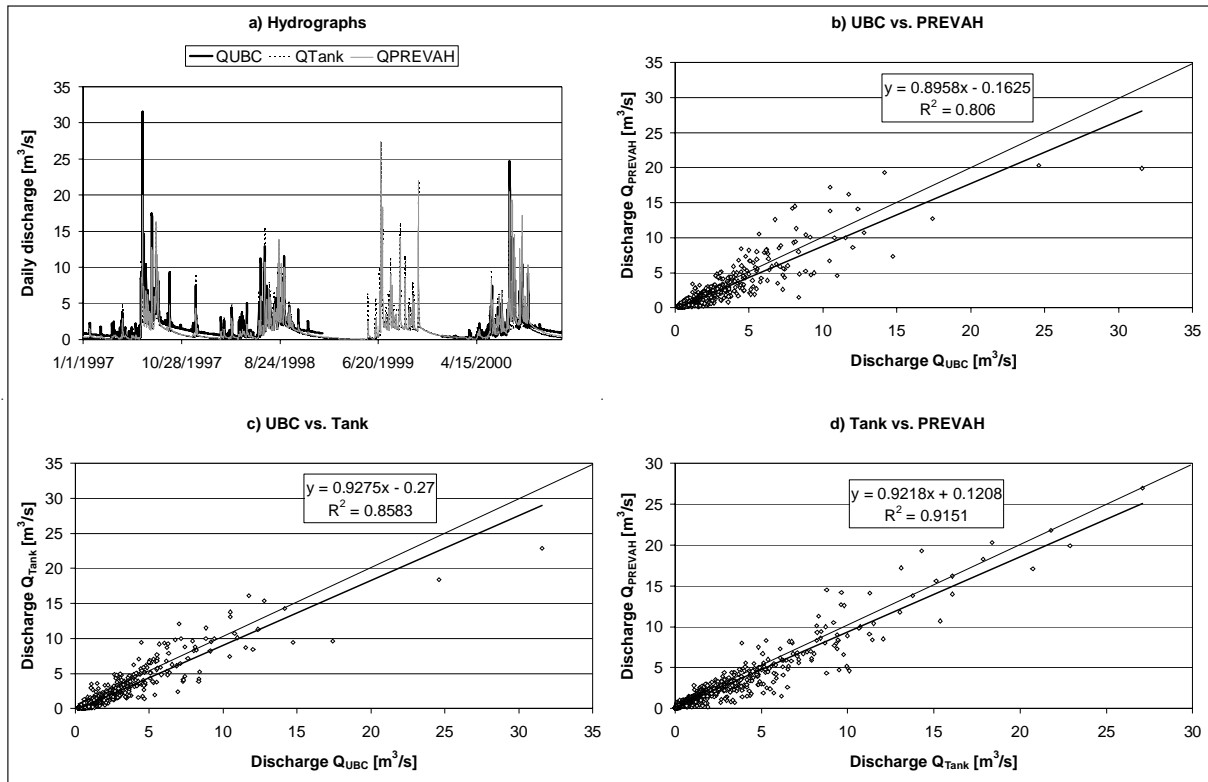 a) Hydrographs
QUBC QTank QPREVAH
Daily discharge [m³/s]
35
30
25
20
15
10
5
0
1/1/1997 10/28/1997 8/24/1998 6/20/1999 4/15/2000
b) UBC vs. PREVAH
y = 0.8958x - 0.1625
R² = 0.806
Discharge Q_PREVAH [m³/s]
35
30
25
20
15
10
5
0
0 5 10 15 20 25 30 35
Discharge Q_UBC [m³/s]
c) UBC vs. Tank
y = 0.9275x - 0.27
R² = 0.8583
Discharge Q_Tank [m³/s]
35
30
25
20
15
10
5
0
0 5 10 15 20 25 30 35
Discharge Q_UBC [m³/s]
d) Tank vs. PREVAH
y = 0.9218x + 0.1208
R² = 0.9151
Discharge Q_PREVAH [m³/s]
30
25
20
15
10
5
0
0 5 10 15 20 25 30
Discharge Q_Tank [m³/s]